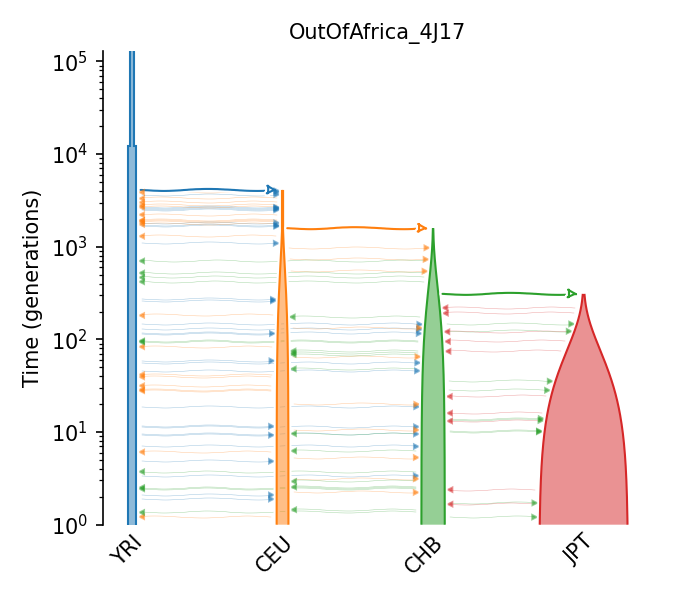 OutOfAfrica_4J17
Time (generations)
10⁵
10⁴
10³
10²
10¹
10⁰
YRI
CEU
CHB
JPT